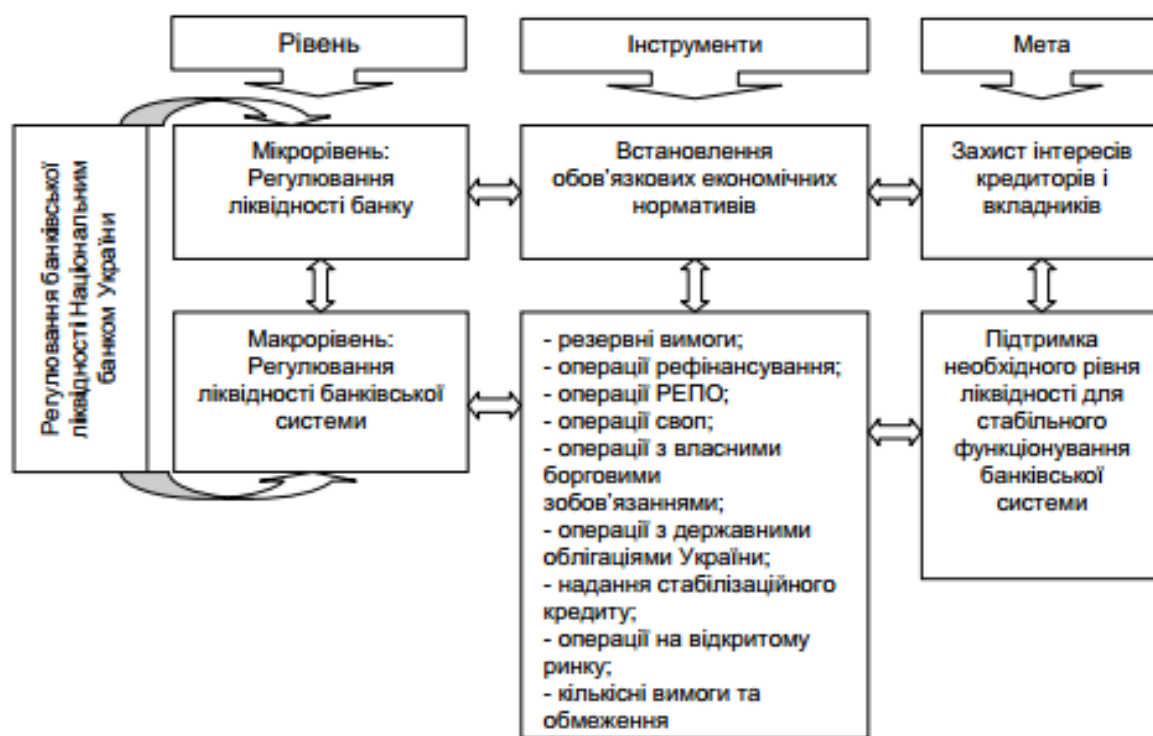 Рівень
Інструменти
Мета
Регулювання банківської
ліквідності Національним
банком України
Мікрорівень:
Регулювання
ліквідності банку
Встановлення
обов’язкових економічних
нормативів
Захист інтересів
кредиторів і
вкладників
Макрорівень:
Регулювання
ліквідності банківської
системи
- резервні вимоги;
- операції рефінансування;
- операції РЕПО;
- операції своп;
- операції з власними
борговими
зобов’язаннями;
- операції з державними
облігаціями України;
- надання стабілізаційного
кредиту;
- операції на відкритому
ринку;
- кількісні вимоги та
обмеження
Підтримка
необхідного рівня
ліквідності для
стабільного
функціонування
банківської
системи